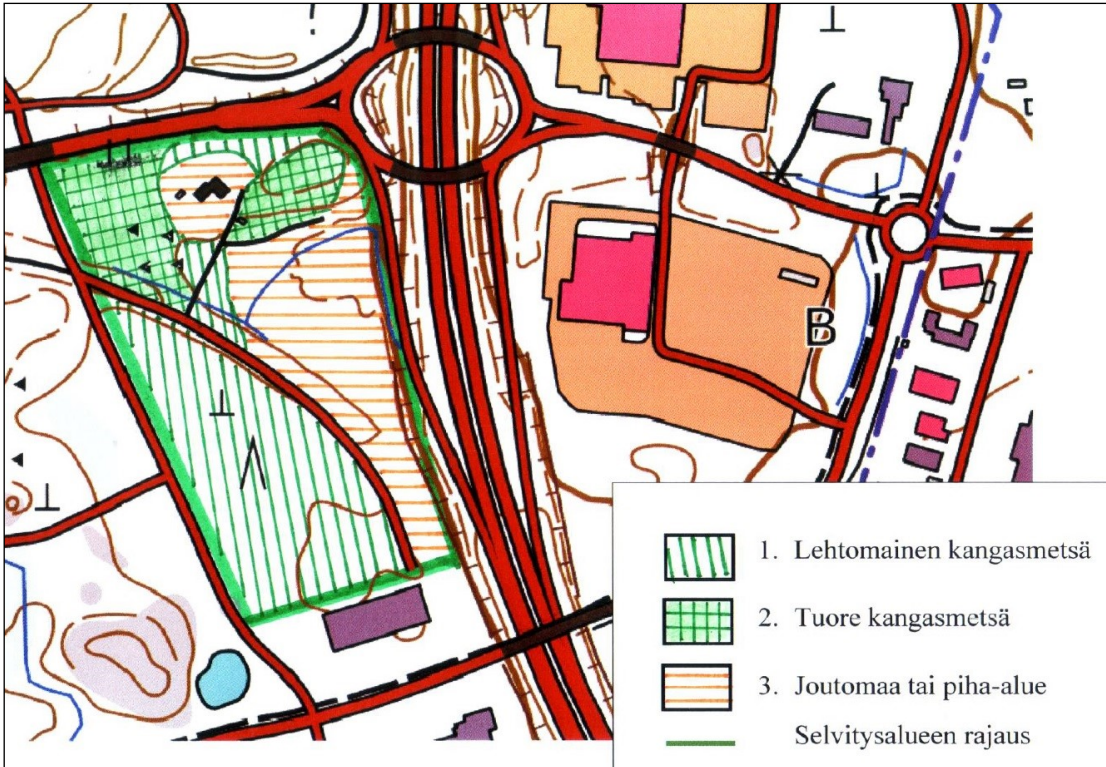 B
1. Lehtomainen kangasmetsä
2. Tuore kangasmetsä
3. Joutomaa tai piha-alue
Selvitysalueen rajaus